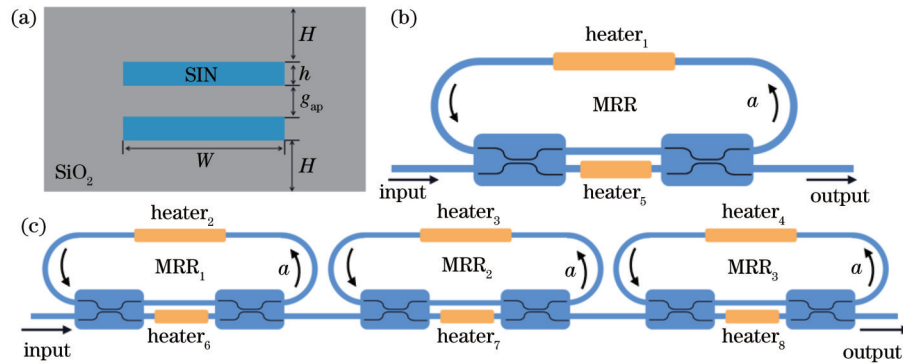 (a)
H
SIN
h
g_ap
W
H
SiO₂
(b)
heater₁
MRR
a
input
heater₅
output
(c)
heater₂
heater₃
heater₄
MRR₁
a
MRR₂
a
MRR₃
a
input
heater₆
heater₇
heater₈
output